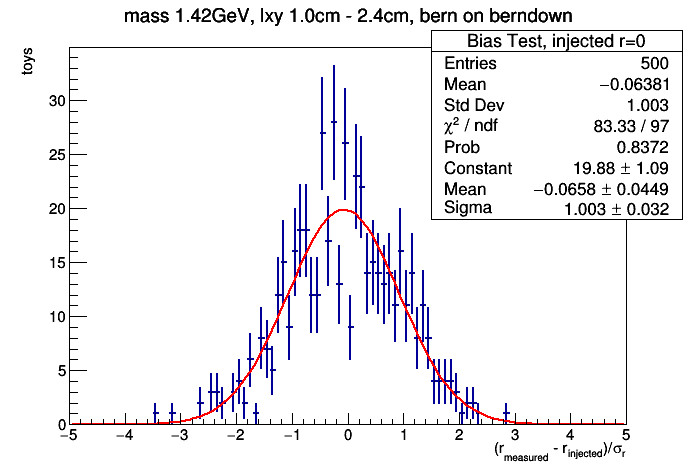 mass 1.42GeV, lxy 1.0cm - 2.4cm, bern on berndown
Bias Test, injected r=0
Entries 500
Mean −0.06381
Std Dev 1.003
χ² / ndf 83.33 / 97
Prob 0.8372
Constant 19.88 ± 1.09
Mean −0.0658 ± 0.0449
Sigma 1.003 ± 0.032
toys
30
25
20
15
10
5
0
−5 −4 −3 −2 −1 0 1 2 3 4 5
(r_measured - r_injected)/σ_r